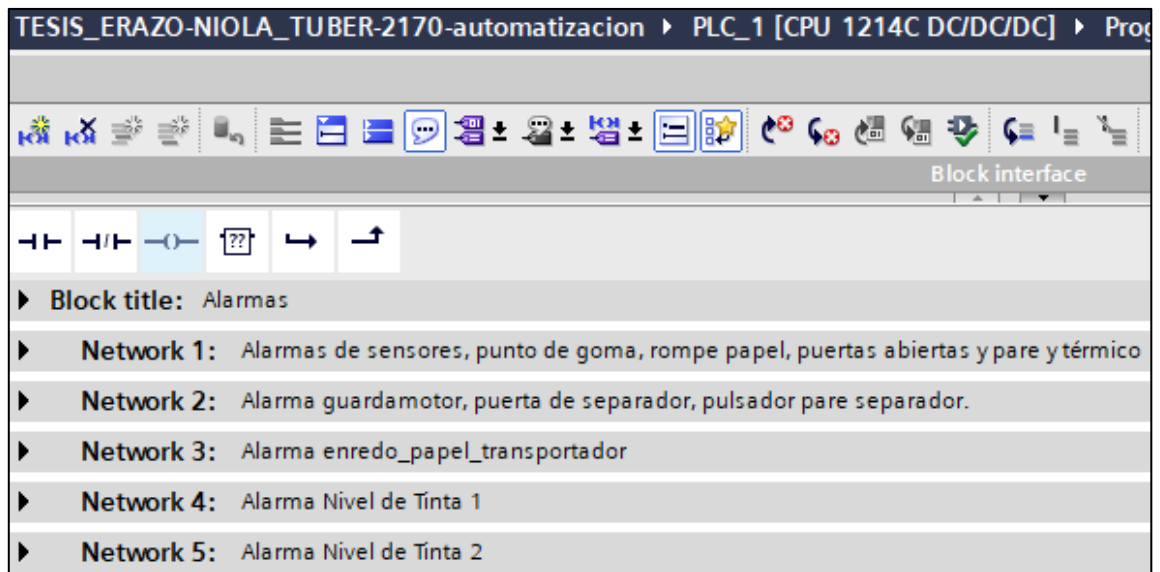 TESIS_ERAZO-NIOLA_TUBER-2170-automatizacion ▸ PLC_1 [CPU 1214C DC/DC/DC] ▸ Prog
Block interface
??
Block title: Alarmas
Network 1: Alarmas de sensores, punto de goma, rompe papel, puertas abiertas y pare y térmico
Network 2: Alarma guardamotor, puerta de separador, pulsador pare separador.
Network 3: Alarma enredo_papel_transportador
Network 4: Alarma Nivel de Tinta 1
Network 5: Alarma Nivel de Tinta 2